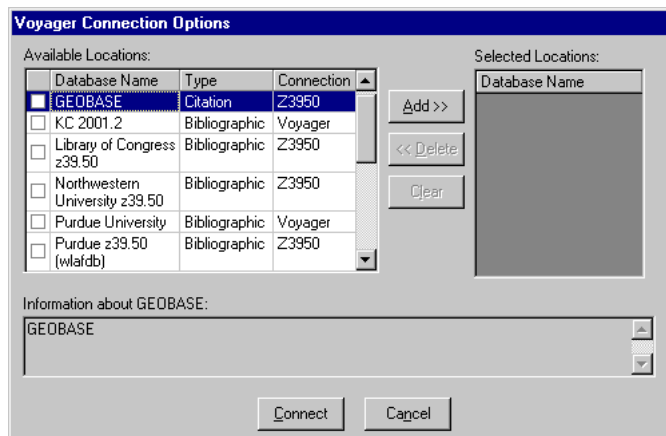 Voyager Connection Options
Available Locations:
Selected Locations:
Database Name Type Connection
GEOBASE Citation Z3950
KC 2001.2 Bibliographic Voyager
Library of Congress Bibliographic Z3950
z39.50
Northwestern Bibliographic Z3950
University z39.50
Purdue University Bibliographic Voyager
Purdue z39.50 Bibliographic Z3950
(wlafdb)
Add >>
<< Delete
Clear
Database Name
Information about GEOBASE:
GEOBASE
Connect Cancel